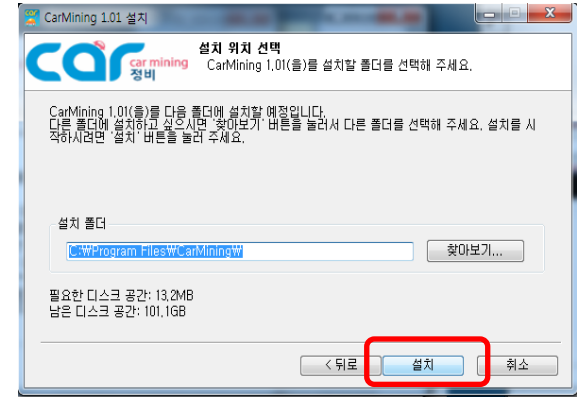 CarMining 1.01 설치
car
car mining
정비
설치 위치 선택
CarMining 1.01(을)를 설치할 폴더를 선택해 주세요.
CarMining 1.01(을)를 다음 폴더에 설치할 예정입니다.
다른 폴더에 설치하고 싶으시면 '찾아보기' 버튼을 눌러서 다른 폴더를 선택해 주세요. 설치를 시
작하시려면 '설치' 버튼을 눌러 주세요.
설치 폴더
C:₩Program Files₩CarMining₩
찾아보기...
필요한 디스크 공간: 13.2MB
남은 디스크 공간: 101.1GB
< 뒤로
설치
취소